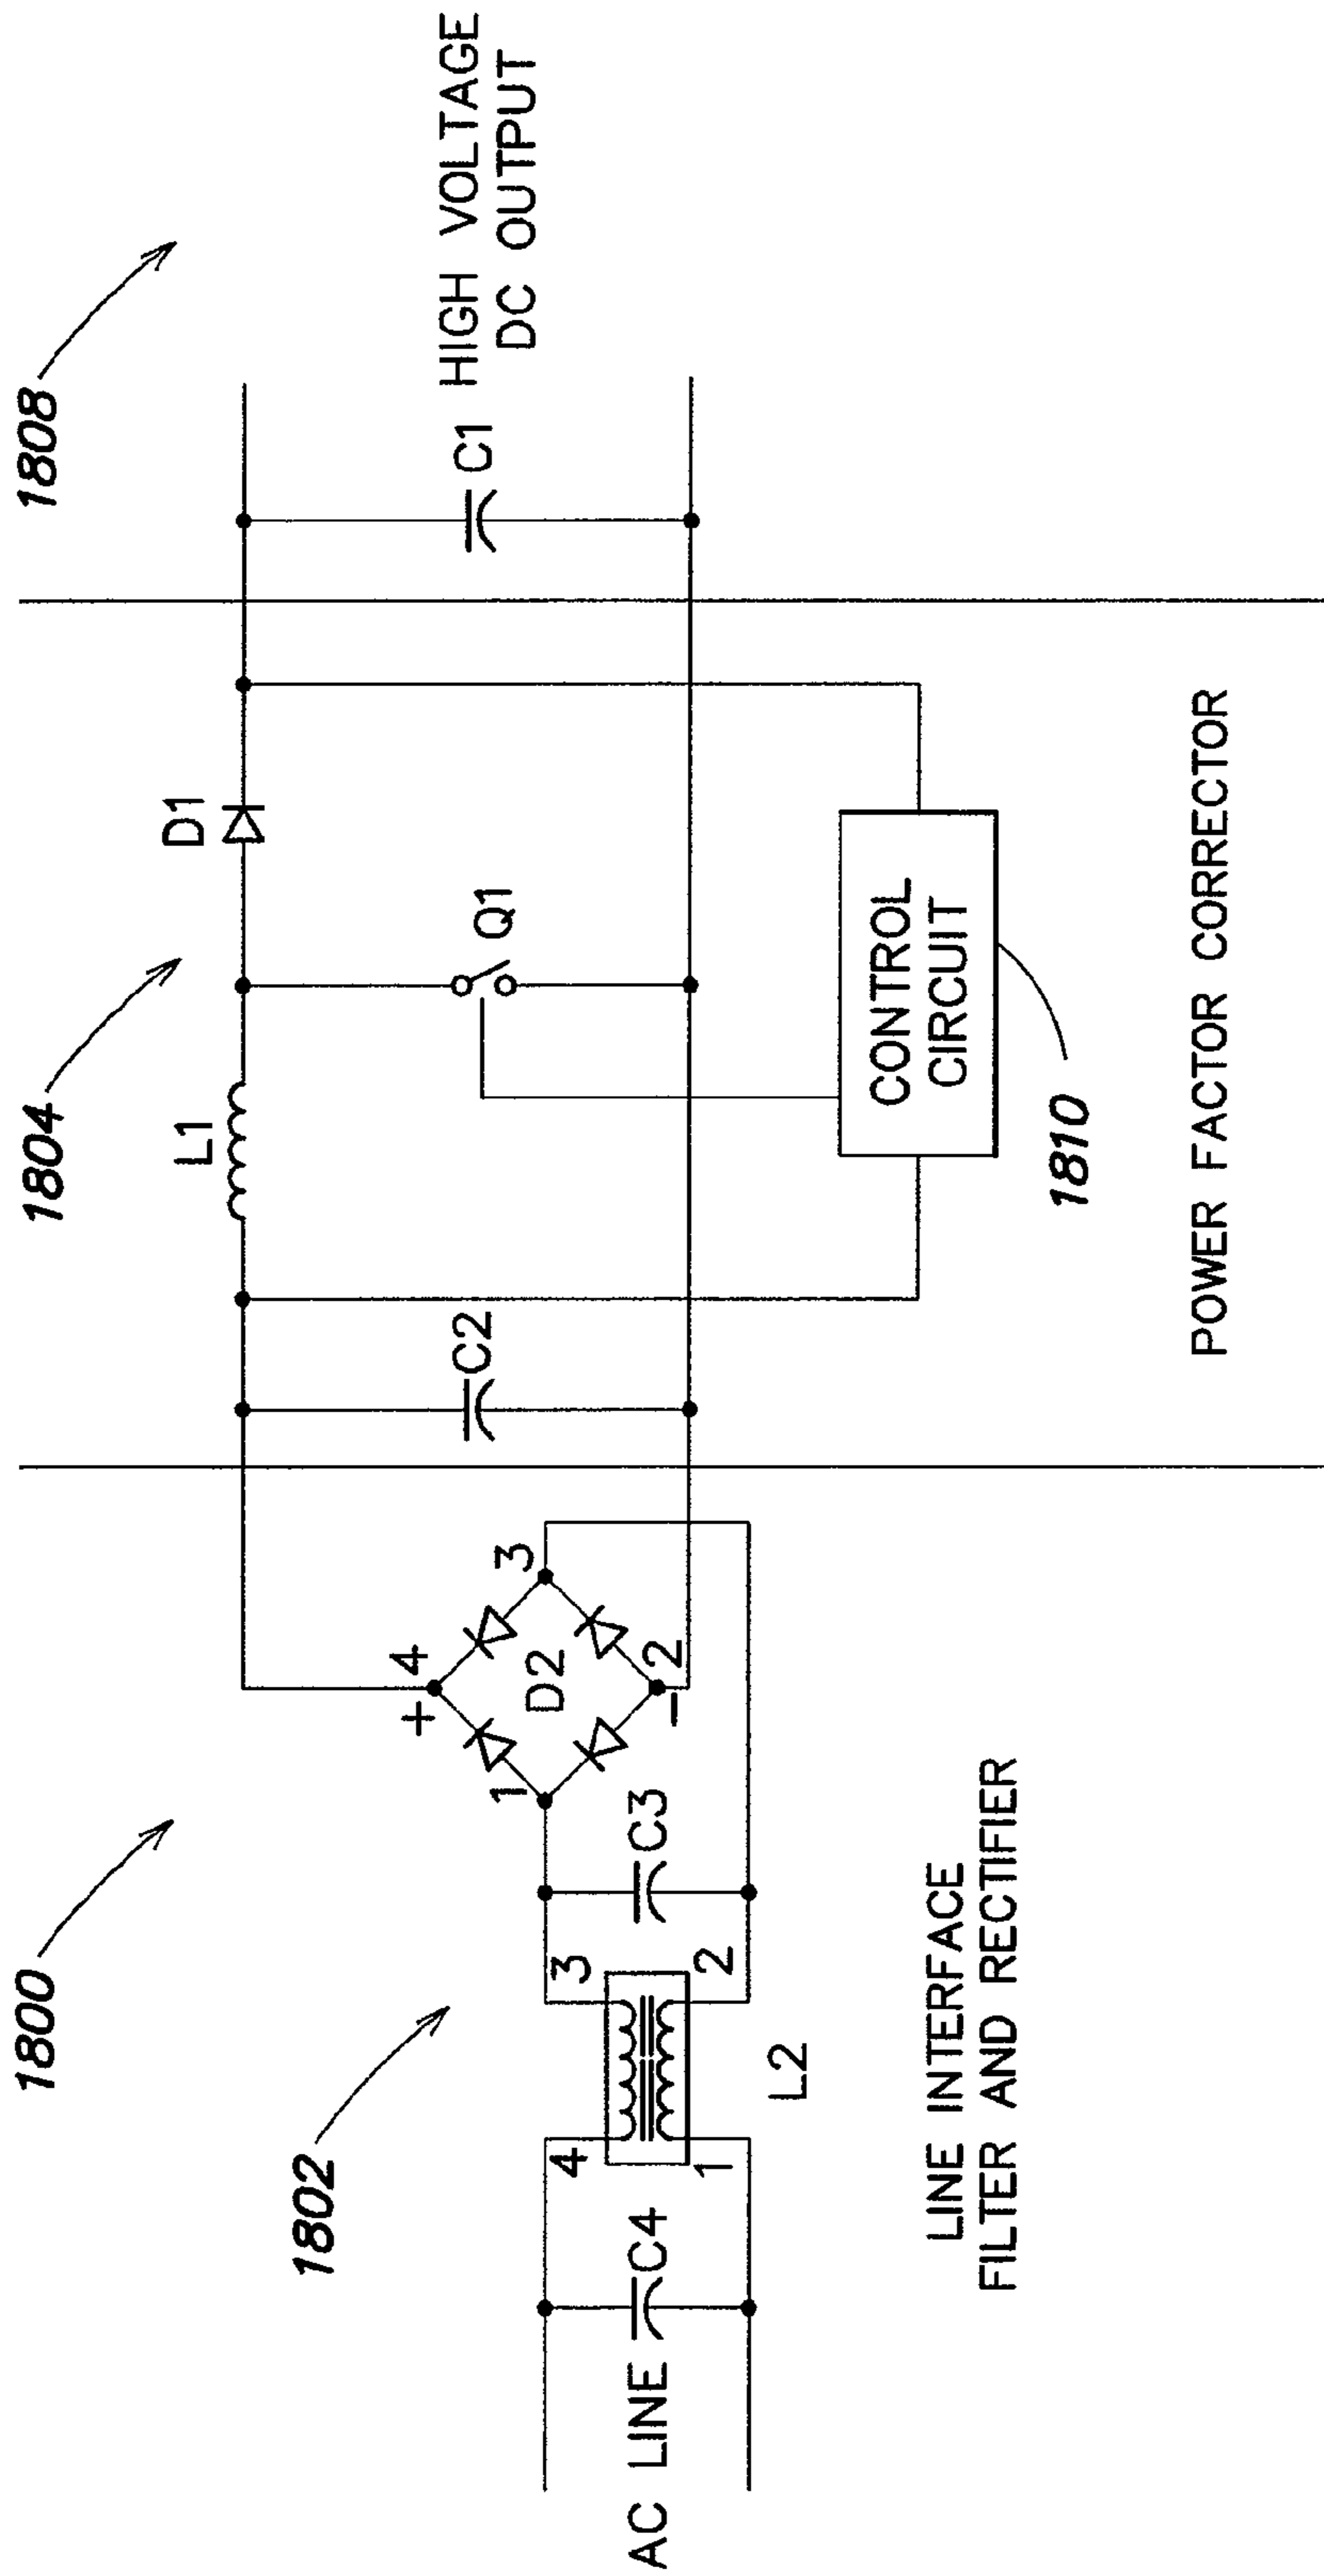 1800
1802
1804
1808
AC LINE
C4
4
3
1
2
L2
C3
1
+
4
D2
3
-
2
C2
L1
Q1
D1
CONTROL
CIRCUIT
1810
C1
HIGH VOLTAGE
DC OUTPUT
LINE INTERFACE
FILTER AND RECTIFIER
POWER FACTOR CORRECTOR